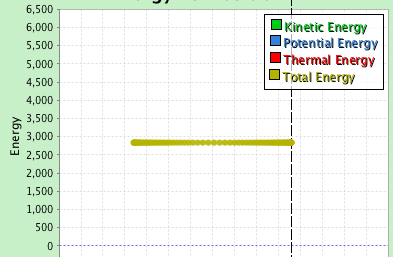 6,500
6,000
5,500
5,000
4,500
4,000
3,500
3,000
2,500
2,000
1,500
1,000
500
0
Energy
Kinetic Energy
Potential Energy
Thermal Energy
Total Energy